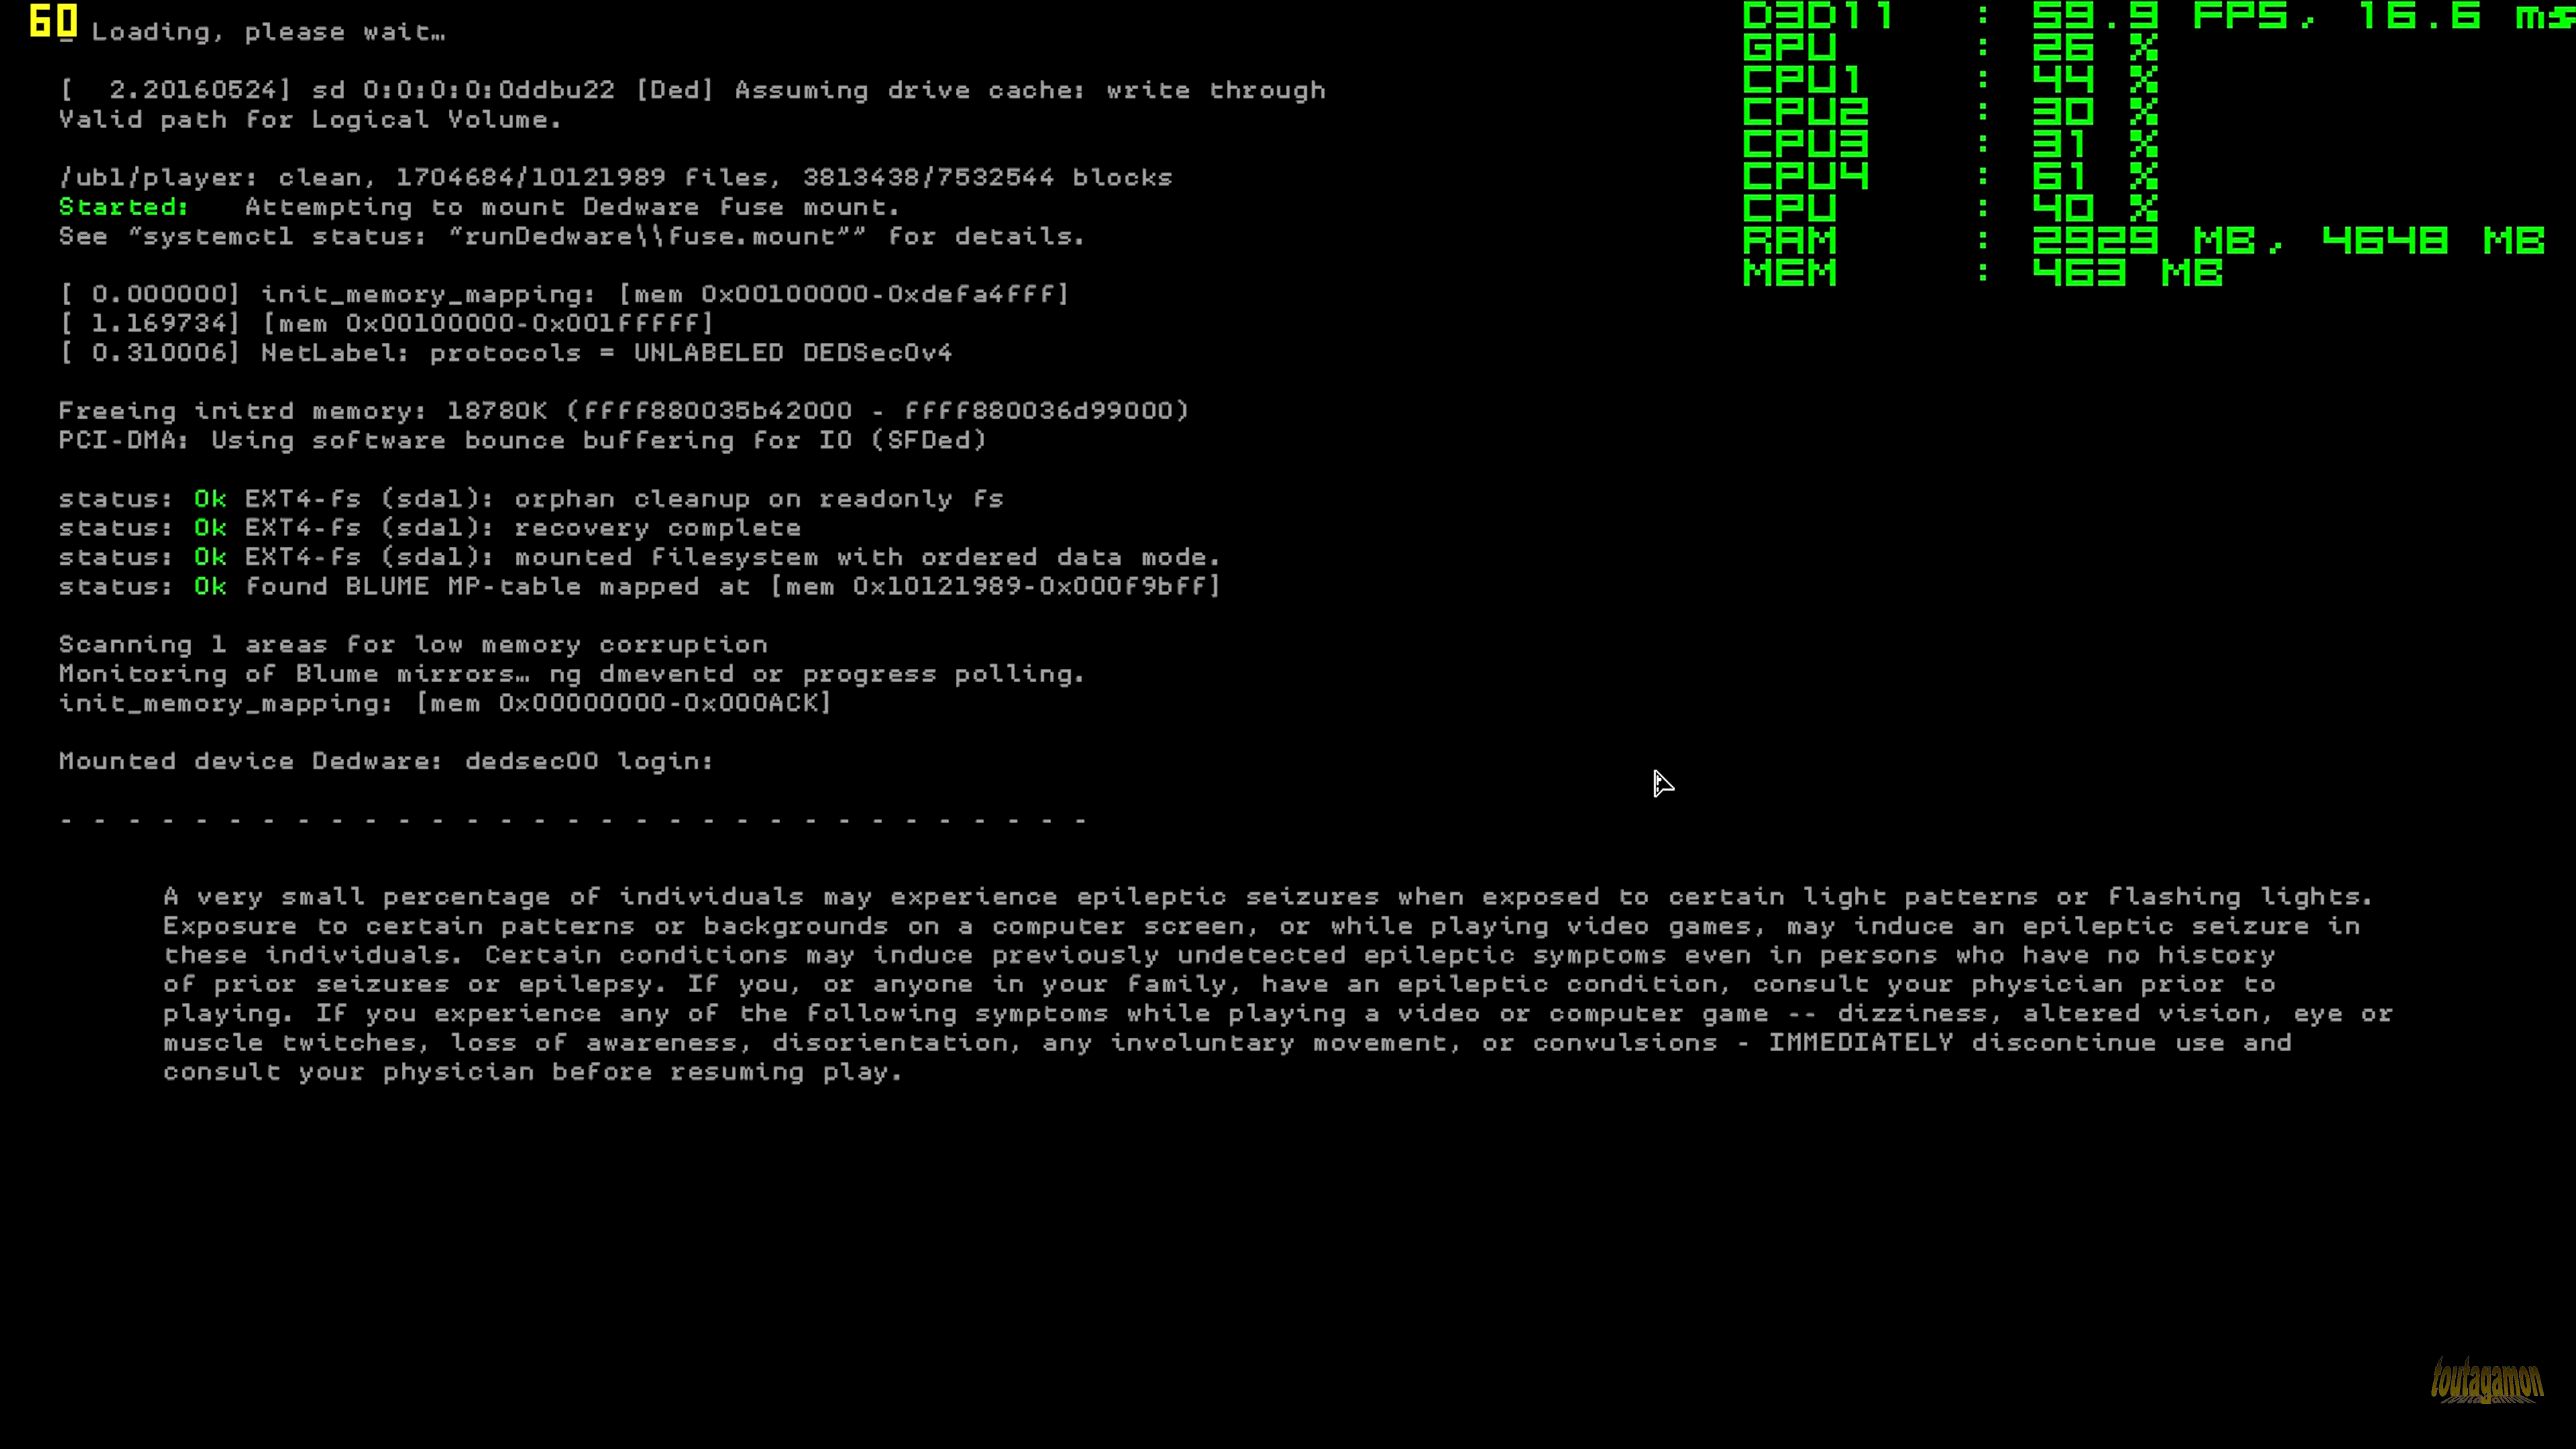 60
_ Loading, please wait…
D3D11 : 59.9 FPS, 16.6 ms
GPU : 26 %
CPU1 : 44 %
CPU2 : 30 %
CPU3 : 31 %
CPU4 : 61 %
CPU : 40 %
RAM : 2929 MB, 4648 MB
MEM : 463 MB
[  2.20160524] sd 0:0:0:0:0ddbu22 [Ded] Assuming drive cache: write through
Valid path for Logical Volume.
/ubl/player: clean, 1704684/10121989 files, 3813438/7532544 blocks
Started:   Attempting to mount Dedware fuse mount.
See "systemctl status: "runDedware\\fuse.mount"" for details.
[ 0.000000] init_memory_mapping: [mem 0x00100000-0xdefa4fff]
[ 1.169734] [mem 0x00100000-0x001fffff]
[ 0.310006] NetLabel: protocols = UNLABELED DEDSec0v4
Freeing initrd memory: 18780K (ffff880035b42000 - ffff880036d99000)
PCI-DMA: Using software bounce buffering for IO (SFDed)
status: Ok EXT4-fs (sda1): orphan cleanup on readonly fs
status: Ok EXT4-fs (sda1): recovery complete
status: Ok EXT4-fs (sda1): mounted filesystem with ordered data mode.
status: Ok found BLUME MP-table mapped at [mem 0x10121989-0x000f9bff]
Scanning 1 areas for low memory corruption
Monitoring of Blume mirrors… ng dmeventd or progress polling.
init_memory_mapping: [mem 0x00000000-0x000ACK]
Mounted device Dedware: dedsec00 login:
- - - - - - - - - - - - - - - - - - - - - - - - - - - - - - -
A very small percentage of individuals may experience epileptic seizures when exposed to certain light patterns or flashing lights.
Exposure to certain patterns or backgrounds on a computer screen, or while playing video games, may induce an epileptic seizure in
these individuals. Certain conditions may induce previously undetected epileptic symptoms even in persons who have no history
of prior seizures or epilepsy. If you, or anyone in your family, have an epileptic condition, consult your physician prior to
playing. If you experience any of the following symptoms while playing a video or computer game -- dizziness, altered vision, eye or
muscle twitches, loss of awareness, disorientation, any involuntary movement, or convulsions - IMMEDIATELY discontinue use and
consult your physician before resuming play.
toutagamon